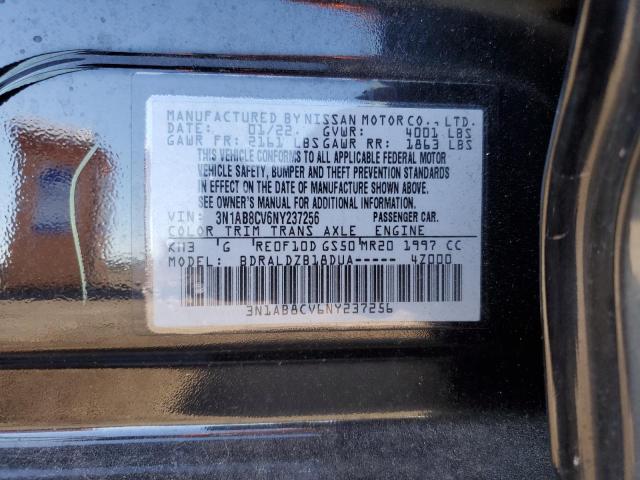 MANUFACTURED BY NISSAN MOTOR CO., LTD.
DATE: 01/22. GVWR: 4001 LBS
GAWR FR: 2161 LBS GAWR RR: 1863 LBS
THIS VEHICLE CONFORMS TO ALL APPLICABLE FEDERAL MOTOR
VEHICLE SAFETY, BUMPER, AND THEFT PREVENTION STANDARDS
IN EFFECT ON THE DATE OF MANUFACTURE SHOWN ABOVE.
SEE OWNER'S MANUAL FOR ADDITIONAL INFORMATION.
VIN: 3N1AB8CV6NY237256 PASSENGER CAR.
COLOR TRIM TRANS AXLE ENGINE
KH3 'G RE0F10D GS50 'MR20 1997 CC
MODEL: BDRALDZB18DUA----- 4Z000
3N1AB8CV6NY237256